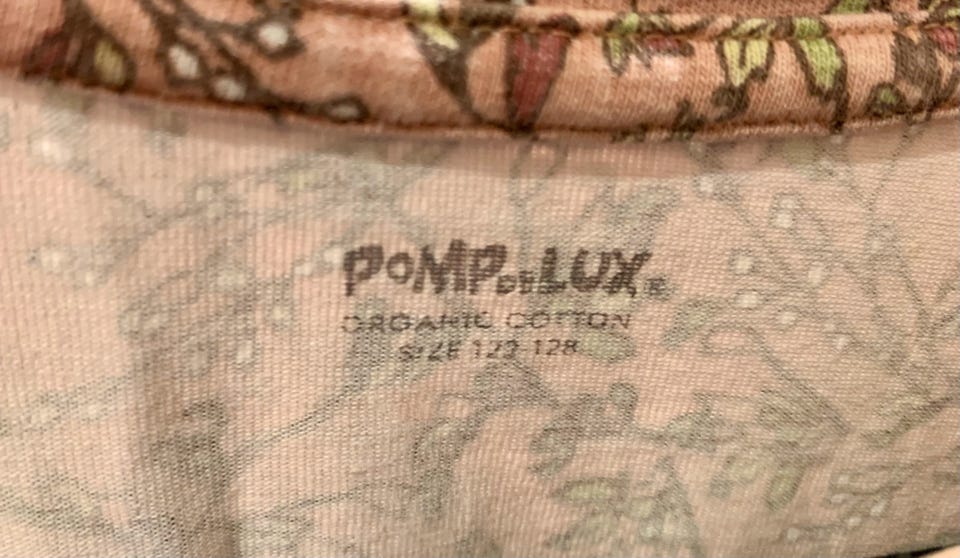 POMPDELUX®
ORGANIC COTTON
SIZE 122-128